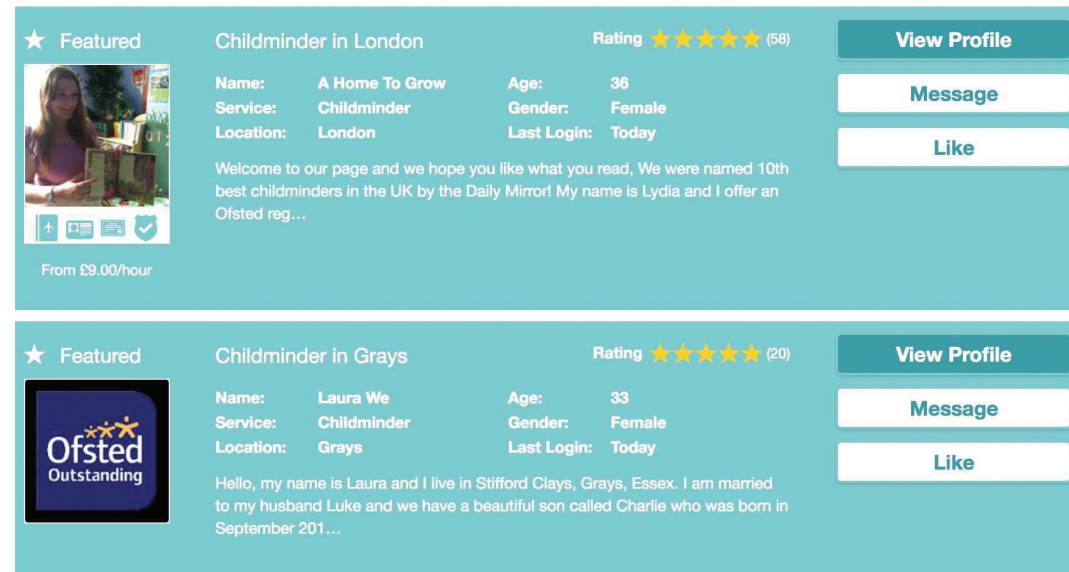 Featured
Childminder in London
Rating (58)
View Profile
Name: A Home To Grow Age: 36
Message
Service: Childminder Gender: Female
Location: London Last Login: Today
Like
Welcome to our page and we hope you like what you read, We were named 10th
best childminders in the UK by the Daily Mirror! My name is Lydia and I offer an
Ofsted reg…
From £9.00/hour
Featured
Childminder in Grays
Rating (20)
View Profile
Ofsted
Outstanding
Name: Laura We Age: 33
Message
Service: Childminder Gender: Female
Location: Grays Last Login: Today
Like
Hello, my name is Laura and I live in Stifford Clays, Grays, Essex. I am married
to my husband Luke and we have a beautiful son called Charlie who was born in
September 201…